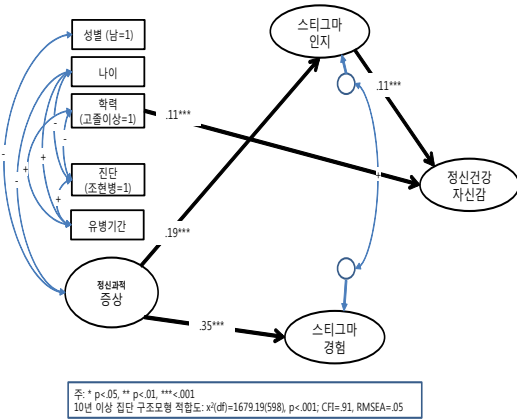 성별 (남=1)
나이
학력
(고졸이상=1)
진단
(조현병=1)
유병기간
정신과적
증상
스티그마
인지
정신건강
자신감
스티그마
경험
.11***
.11***
.19***
.35***
-
-
+
+
-
-
+
+
주: * p<.05, ** p<.01, ***<.001
10년 이상 집단 구조모형 적합도: x²(df)=1679.19(598), p<.001; CFI=.91, RMSEA=.05